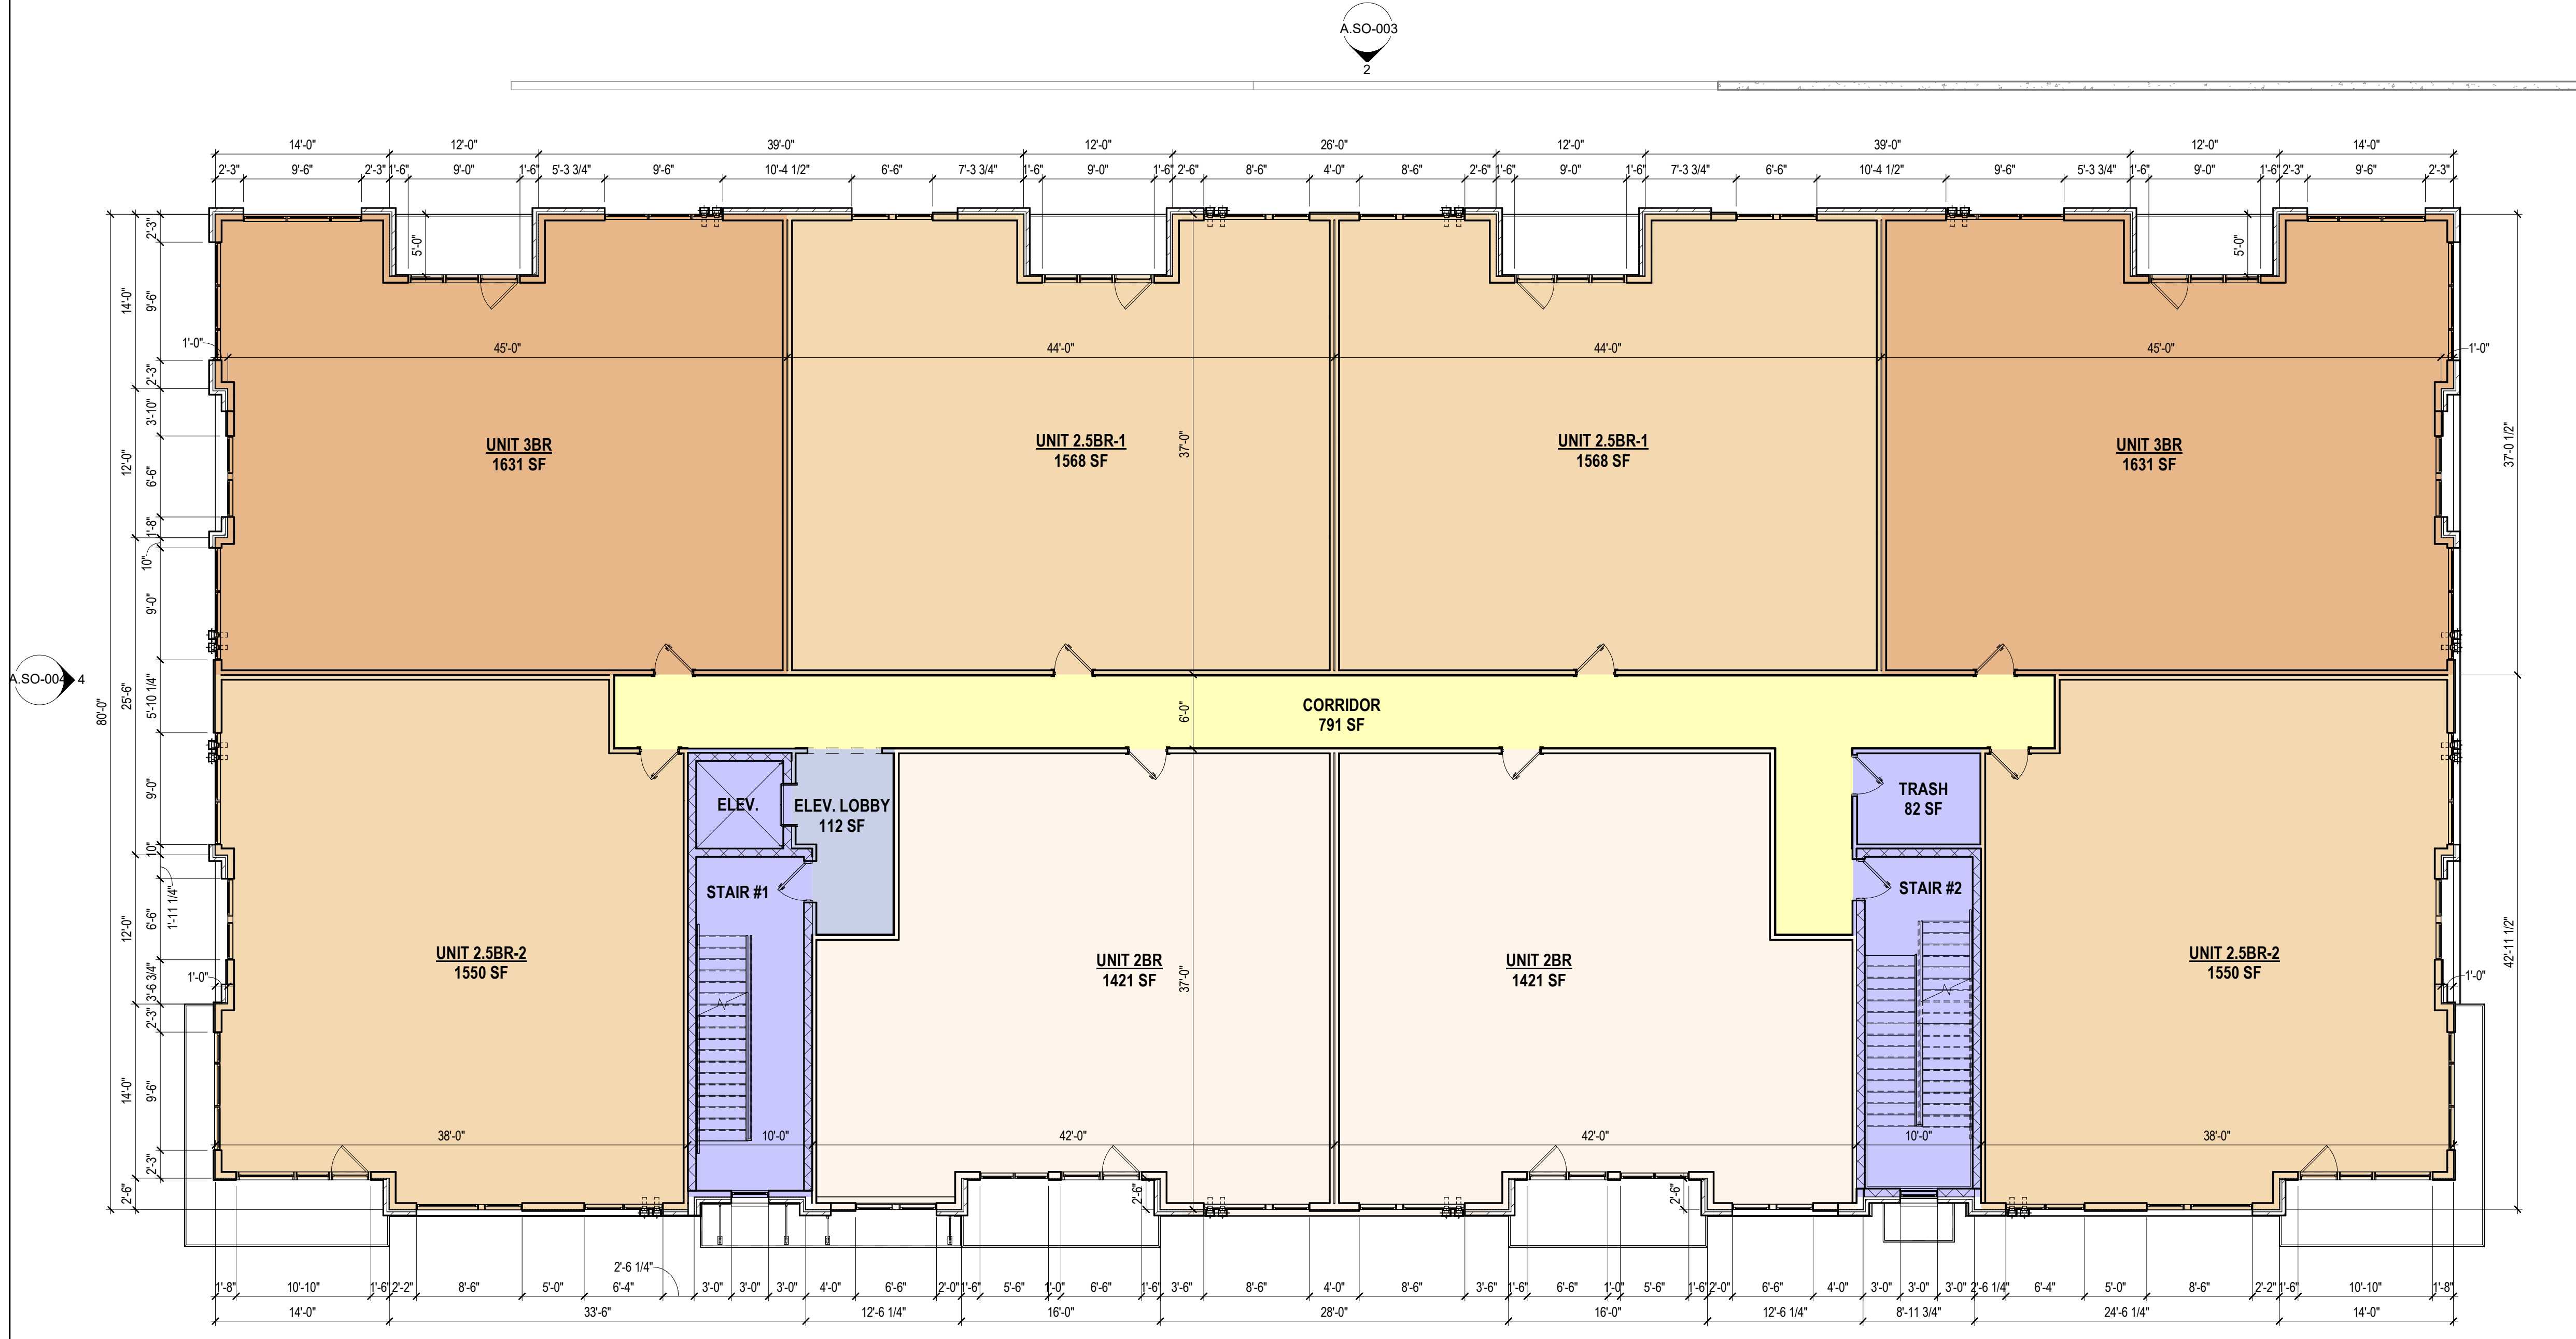 A.SO-003
2
14'-0" 12'-0" 39'-0" 12'-0" 26'-0" 12'-0" 39'-0" 12'-0" 14'-0"
2'-3" 9'-6" 2'-3" 1'-6" 9'-0" 1'-6" 5'-3 3/4" 9'-6" 10'-4 1/2" 6'-6" 7'-3 3/4" 1'-6" 9'-0" 1'-6" 2'-6" 8'-6" 4'-0" 8'-6" 2'-6" 1'-6" 9'-0" 1'-6" 7'-3 3/4" 6'-6" 10'-4 1/2" 9'-6" 5'-3 3/4" 1'-6" 9'-0" 1'-6" 2'-3" 9'-6" 2'-3"
5'-0" 5'-0"
1'-0" 45'-0" 44'-0" 44'-0" 45'-0" 1'-0"
UNIT 3BR
1631 SF
UNIT 2.5BR-1
1568 SF
37'-0"
UNIT 2.5BR-1
1568 SF
UNIT 3BR
1631 SF
80'-0"
14'-0" 12'-0" 25'-6" 12'-0" 14'-0" 2'-6"
2'-3" 9'-6" 2'-3" 3'-10" 6'-6" 1'-8" 10" 9'-0" 5'-10 1/4" 9'-0" 10" 1'-11 1/4" 6'-6" 3'-6 3/4" 2'-3" 9'-6" 2'-3"
37'-0 1/2"
42'-11 1/2"
A.SO-004
4
6'-0"
CORRIDOR
791 SF
ELEV.
ELEV. LOBBY
112 SF
TRASH
82 SF
STAIR #1
STAIR #2
UNIT 2.5BR-2
1550 SF
UNIT 2BR
1421 SF
37'-0"
UNIT 2BR
1421 SF
UNIT 2.5BR-2
1550 SF
1'-0" 1'-0"
38'-0" 10'-0" 42'-0" 42'-0" 10'-0" 38'-0"
2'-6" 2'-6"
2'-6 1/4"
1'-8" 10'-10" 1'-6" 2'-2" 8'-6" 5'-0" 6'-4" 3'-0" 3'-0" 3'-0" 4'-0" 6'-6" 2'-0" 1'-6" 5'-6" 1'-0" 6'-6" 1'-6" 3'-6" 8'-6" 4'-0" 8'-6" 3'-6" 1'-6" 6'-6" 1'-0" 5'-6" 1'-6" 2'-0" 6'-6" 4'-0" 3'-0" 3'-0" 3'-0" 2'-6 1/4" 6'-4" 5'-0" 8'-6" 2'-2" 1'-6" 10'-10" 1'-8"
14'-0" 33'-6" 12'-6 1/4" 16'-0" 28'-0" 16'-0" 12'-6 1/4" 8'-11 3/4" 24'-6 1/4" 14'-0"